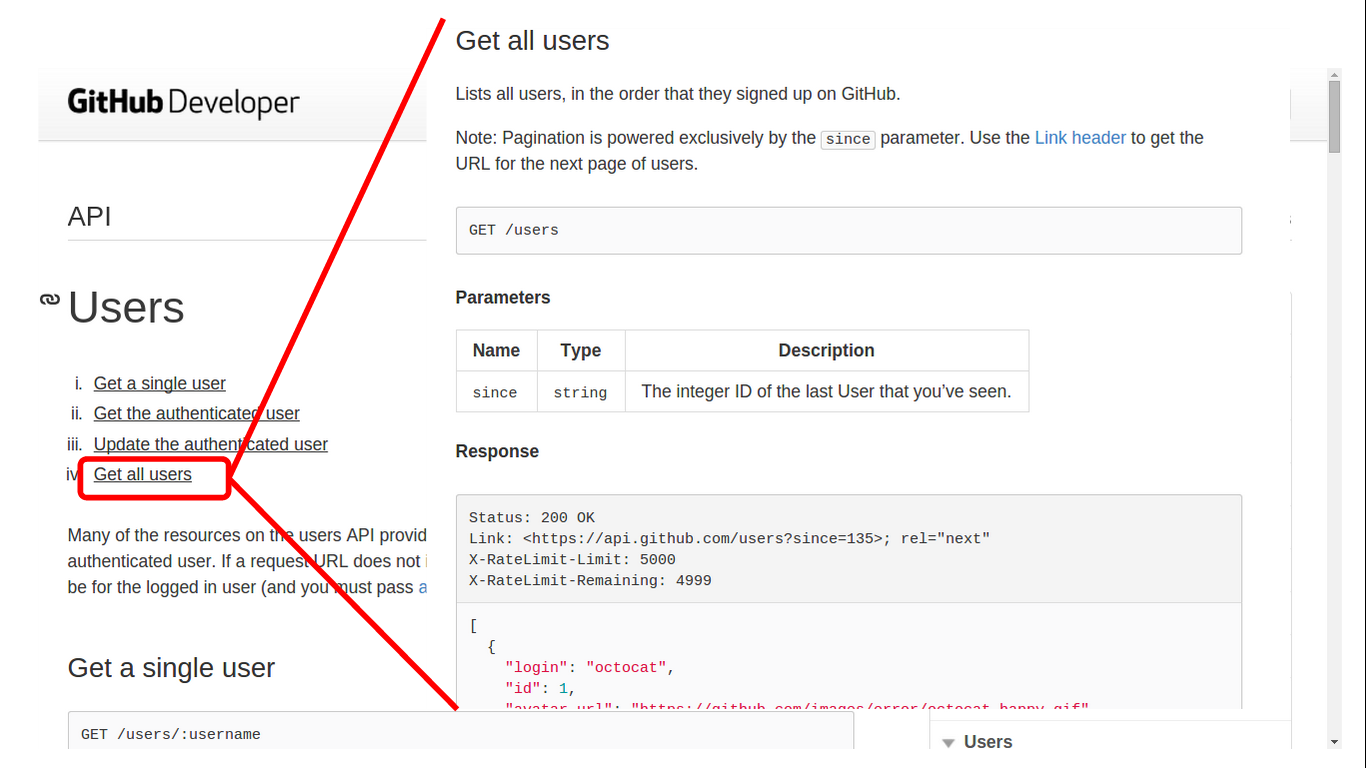 GitHub Developer
API
Users
i. Get a single user
ii. Get the authenticated user
iii. Update the authenticated user
iv Get all users
Many of the resources on the users API provid
authenticated user. If a request URL does not i
be for the logged in user (and you must pass a
Get a single user
GET /users/:username
Get all users
Lists all users, in the order that they signed up on GitHub.
Note: Pagination is powered exclusively by the since parameter. Use the Link header to get the
URL for the next page of users.
GET /users
Parameters
Name Type Description
since string The integer ID of the last User that you’ve seen.
Response
Status: 200 OK
Link: <https://api.github.com/users?since=135>; rel="next"
X-RateLimit-Limit: 5000
X-RateLimit-Remaining: 4999
[
{
"login": "octocat",
"id": 1,
"avatar_url": "https://github.com/images/error/octocat_happy.gif"
Users